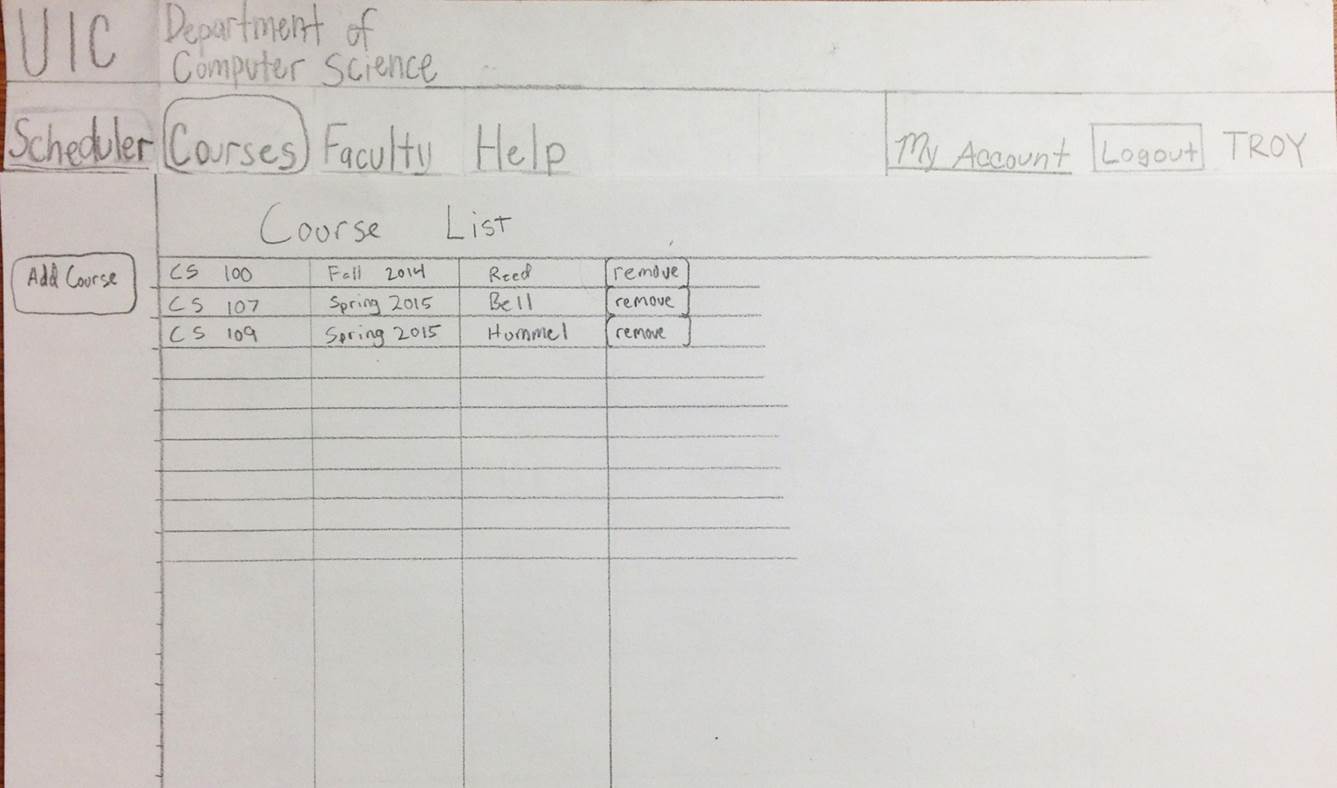 UIC Department of
Computer Science
Scheduler Courses Faculty Help My Account Logout TROY
Course List
Add Course
CS 100 Fall 2014 Reed remove
CS 107 Spring 2015 Bell remove
CS 109 Spring 2015 Hummel remove